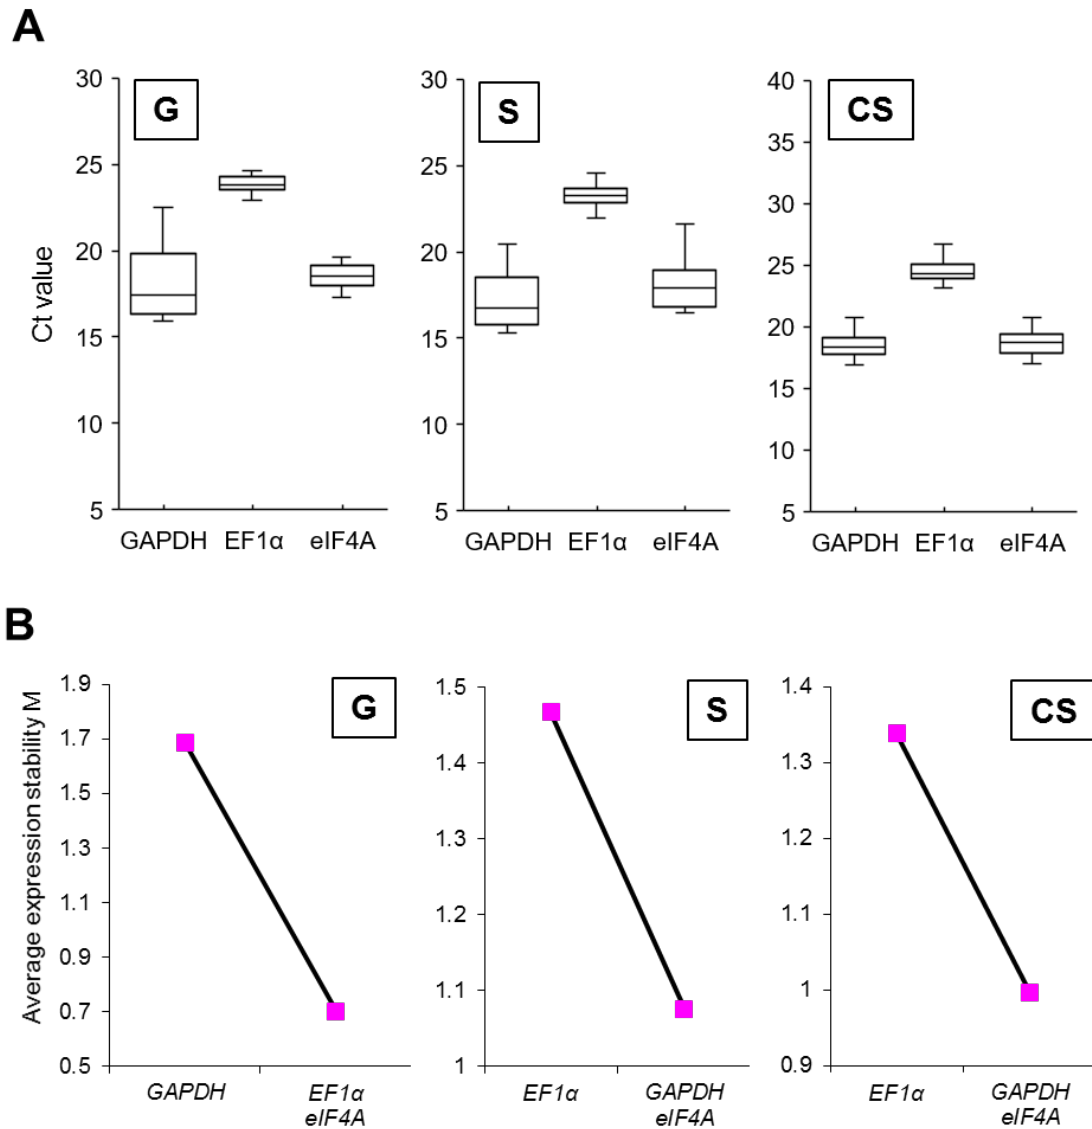 A
G
S
CS
Ct value
30
25
20
15
10
5
GAPDH EF1α eIF4A
30
25
20
15
10
5
GAPDH EF1α eIF4A
40
35
30
25
20
15
10
5
GAPDH EF1α eIF4A
B
G
S
CS
Average expression stability M
1.9
1.7
1.5
1.3
1.1
0.9
0.7
0.5
GAPDH EF1α
eIF4A
1.5
1.4
1.3
1.2
1.1
1
EF1α GAPDH
eIF4A
1.4
1.3
1.2
1.1
1
0.9
EF1α GAPDH
eIF4A